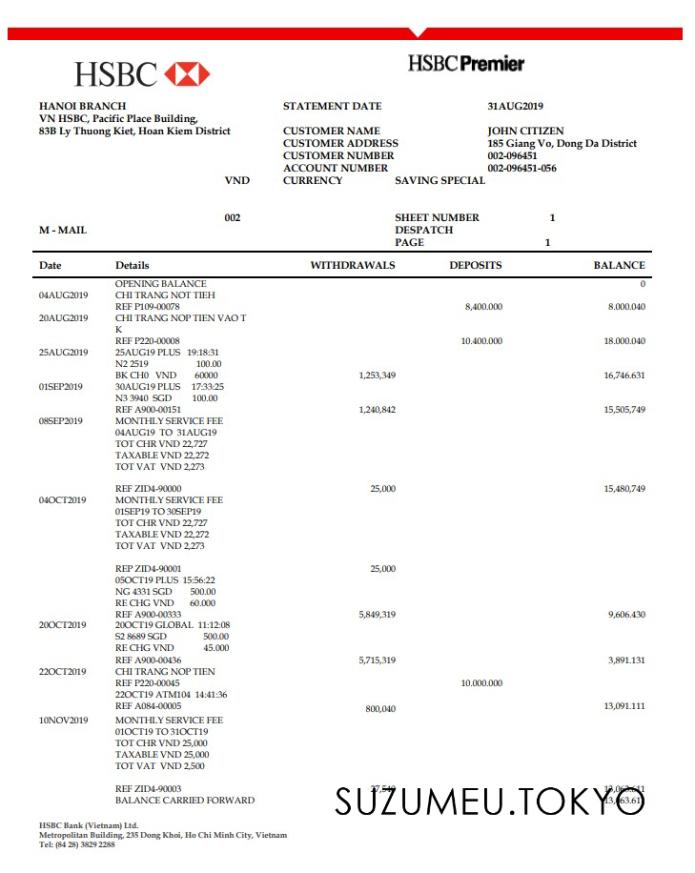 HSBC
HSBC Premier
HANOI BRANCH
VN HSBC, Pacific Place Building,
83B Ly Thuong Kiet, Hoan Kiem District
STATEMENT DATE 31AUG2019
CUSTOMER NAME JOHN CITIZEN
CUSTOMER ADDRESS 185 Giang Vo, Dong Da District
CUSTOMER NUMBER 002-096451
ACCOUNT NUMBER 002-096451-056
VND CURRENCY SAVING SPECIAL
002 SHEET NUMBER 1
M - MAIL DESPATCH
PAGE 1
Date Details WITHDRAWALS DEPOSITS BALANCE
OPENING BALANCE 0
04AUG2019 CHI TRANG NOT TIEH
REF P109-00078 8,400.000 8.000.040
20AUG2019 CHI TRANG NOP TIEN VAO T
K
REF P220-00008 10.400.000 18.000.040
25AUG2019 25AUG19 PLUS 19:18:31
N2 2519 100.00
BK CH0 VND 60000 1,253,349 16,746.631
01SEP2019 30AUG19 PLUS 17:33:25
N3 3940 SGD 100.00
REF A900-00151 1,240,842 15,505,749
08SEP2019 MONTHLY SERVICE FEE
04AUG19 TO 31AUG19
TOT CHR VND 22,727
TAXABLE VND 22,272
TOT VAT VND 2,273
REF ZID4-90000 25,000 15,480,749
04OCT2019 MONTHLY SERVICE FEE
01SEP19 TO 30SEP19
TOT CHR VND 22,727
TAXABLE VND 22,272
TOT VAT VND 2,273
REP ZID4-90001 25,000
05OCT19 PLUS 15:56:22
NG 4331 SGD 500.00
RE CHG VND 60.000
REF A900-00333 5,849,319 9,606.430
20OCT2019 20OCT19 GLOBAL 11:12:08
S2 8689 SGD 500.00
RE CHG VND 45.000
REF A900-00436 5,715,319 3,891.131
22OCT2019 CHI TRANG NOP TIEN
REF P220-00045 10.000.000
22OCT19 ATM104 14:41:36
REF A084-00005 800,040 13,091.111
10NOV2019 MONTHLY SERVICE FEE
01OCT19 TO 31OCT19
TOT CHR VND 25,000
TAXABLE VND 25,000
TOT VAT VND 2,500
REF ZID4-90003
BALANCE CARRIED FORWARD
SUZUMEU.TOKYO
HSBC Bank (Vietnam) Ltd.
Metropolitan Building, 235 Dong Khoi, Ho Chi Minh City, Vietnam
Tel: (84 28) 3829 2288